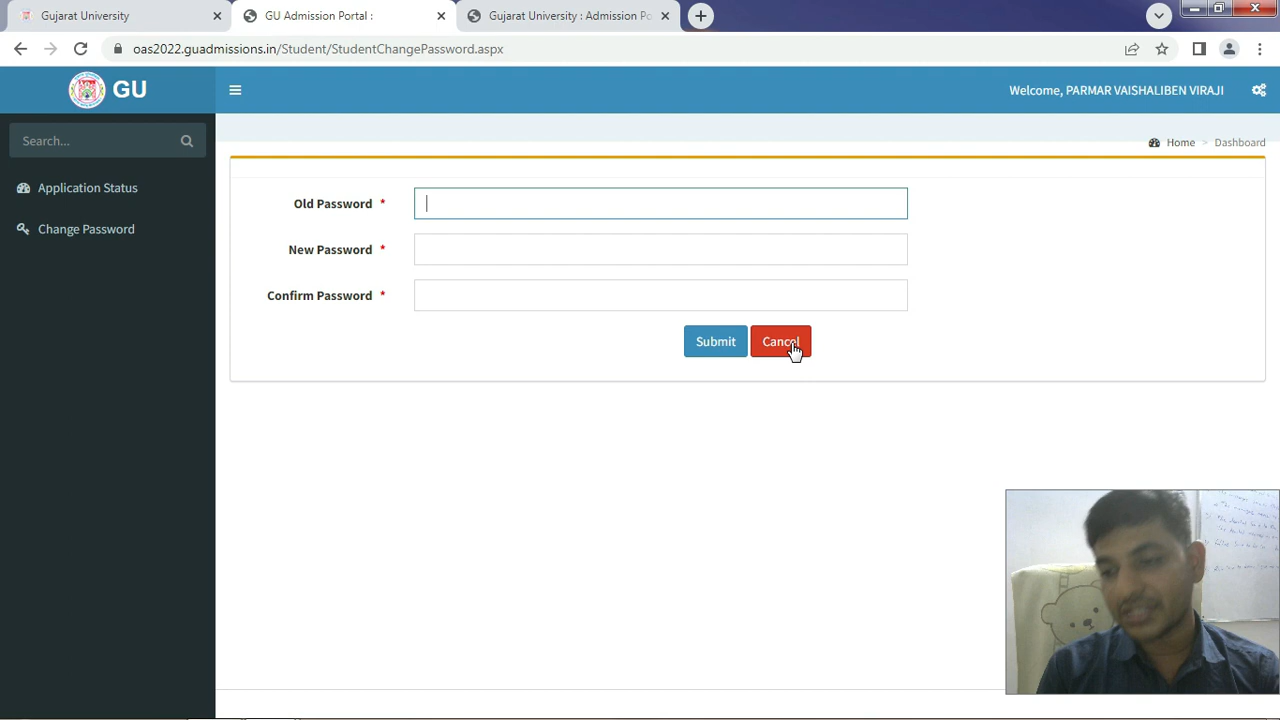 Gujarat University
GU Admission Portal :
Gujarat University : Admission Po
oas2022.guadmissions.in/Student/StudentChangePassword.aspx
GU
Welcome, PARMAR VAISHALIBEN VIRAJI
Search...
Home > Dashboard
Application Status
Change Password
Old Password *
New Password *
Confirm Password *
Submit
Cancel